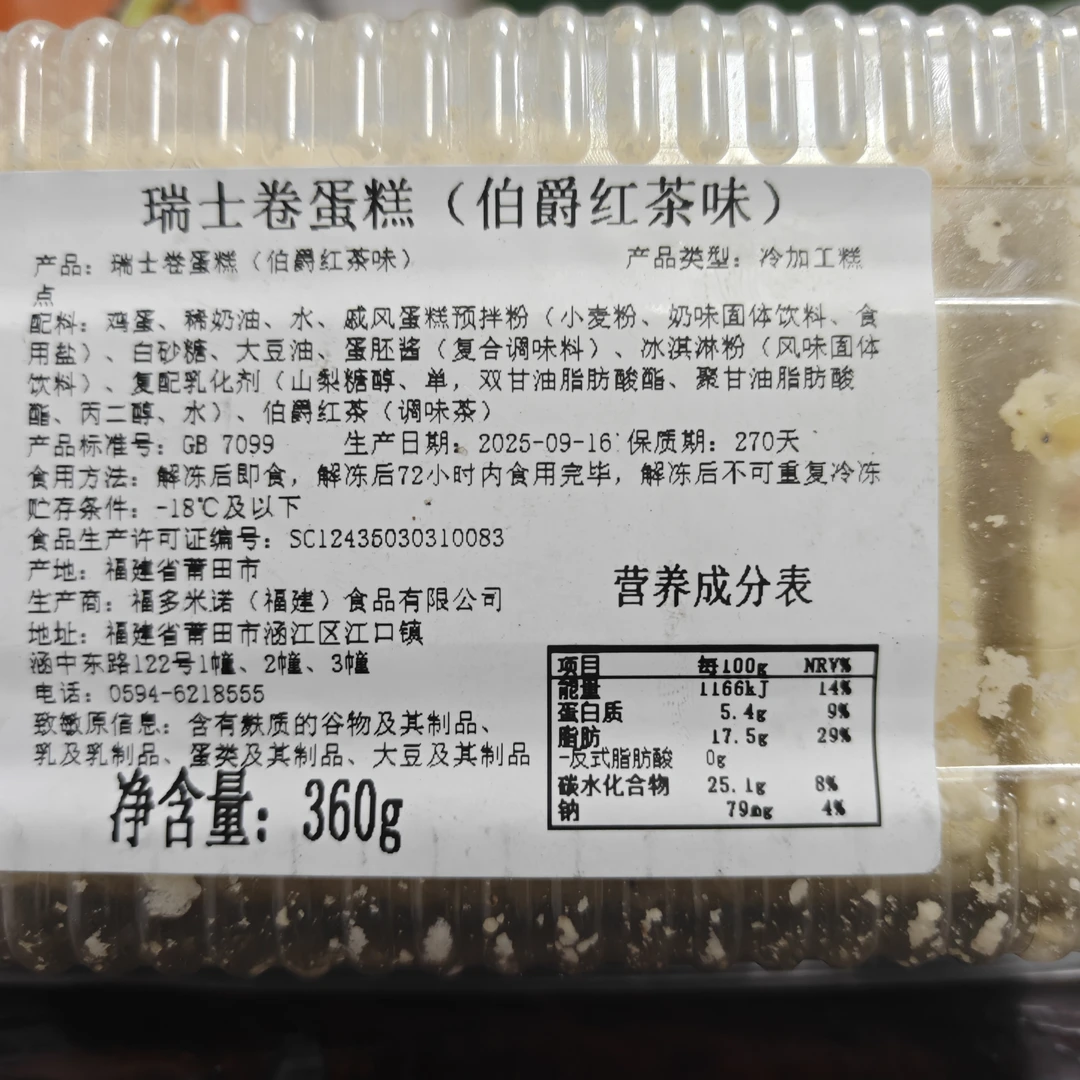 瑞士卷蛋糕（伯爵红茶味）
产品：瑞士卷蛋糕（伯爵红茶味） 产品类型：冷加工糕
点
配料：鸡蛋、稀奶油、水、戚风蛋糕预拌粉（小麦粉、奶味固体饮料、食
用盐）、白砂糖、大豆油、蛋胚酱（复合调味料）、冰淇淋粉（风味固体
饮料）、复配乳化剂（山梨糖醇、单，双甘油脂肪酸酯、聚甘油脂肪酸
酯、丙二醇、水）、伯爵红茶（调味茶）
产品标准号：GB 7099 生产日期：2025-09-16 保质期：270天
食用方法：解冻后即食，解冻后72小时内食用完毕，解冻后不可重复冷冻
贮存条件：-18℃及以下
食品生产许可证编号：SC12435030310083
产地：福建省莆田市
生产商：福多米诺（福建）食品有限公司
地址：福建省莆田市涵江区江口镇
涵中东路122号1幢、2幢、3幢
电话：0594-6218555
致敏原信息：含有麸质的谷物及其制品、
乳及乳制品、蛋类及其制品、大豆及其制品
净含量：360g
营养成分表
项目 每100g NRV%
能量 1166kJ 14%
蛋白质 5.4g 9%
脂肪 17.5g 29%
-反式脂肪酸 0g
碳水化合物 25.1g 8%
钠 79mg 4%